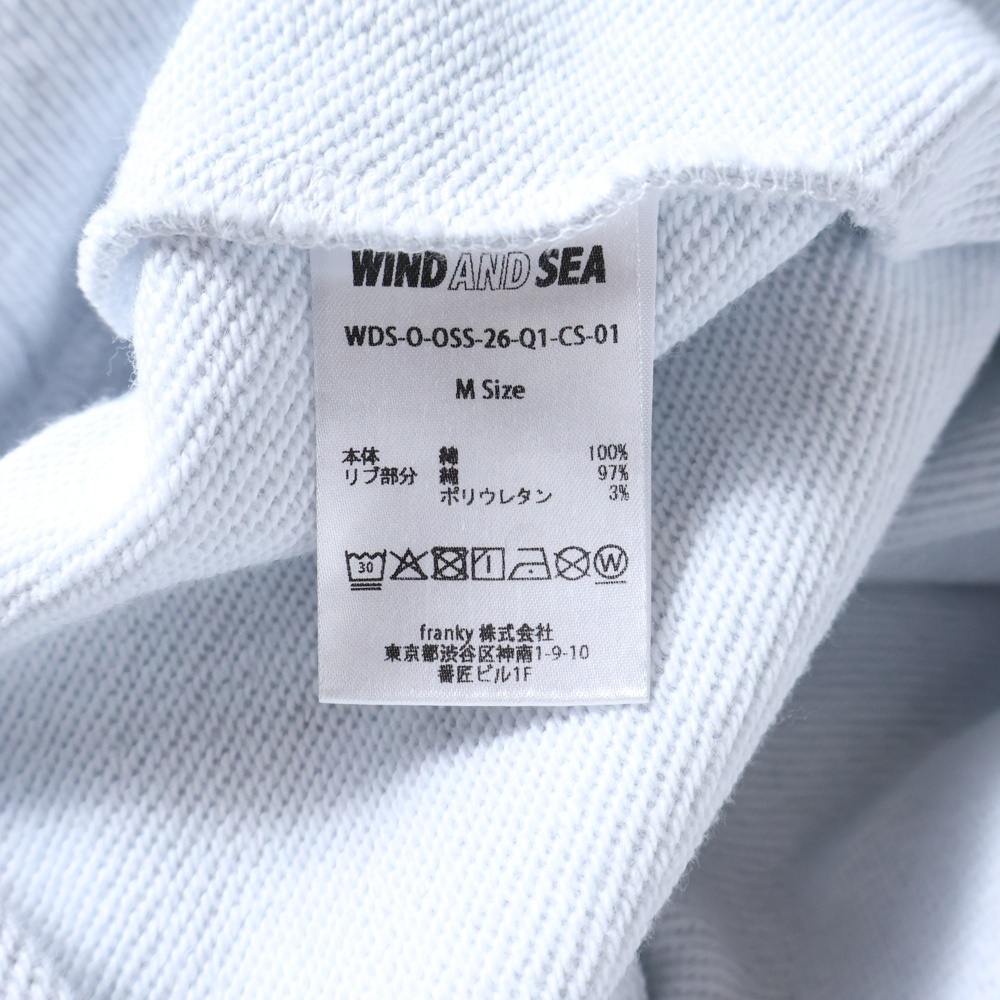 WIND AND SEA
WDS-O-OSS-26-Q1-CS-01
M Size
本体 綿 100%
リブ部分 綿 97%
ポリウレタン 3%
30 W
franky 株式会社
東京都渋谷区神南1-9-10
番匠ビル1F